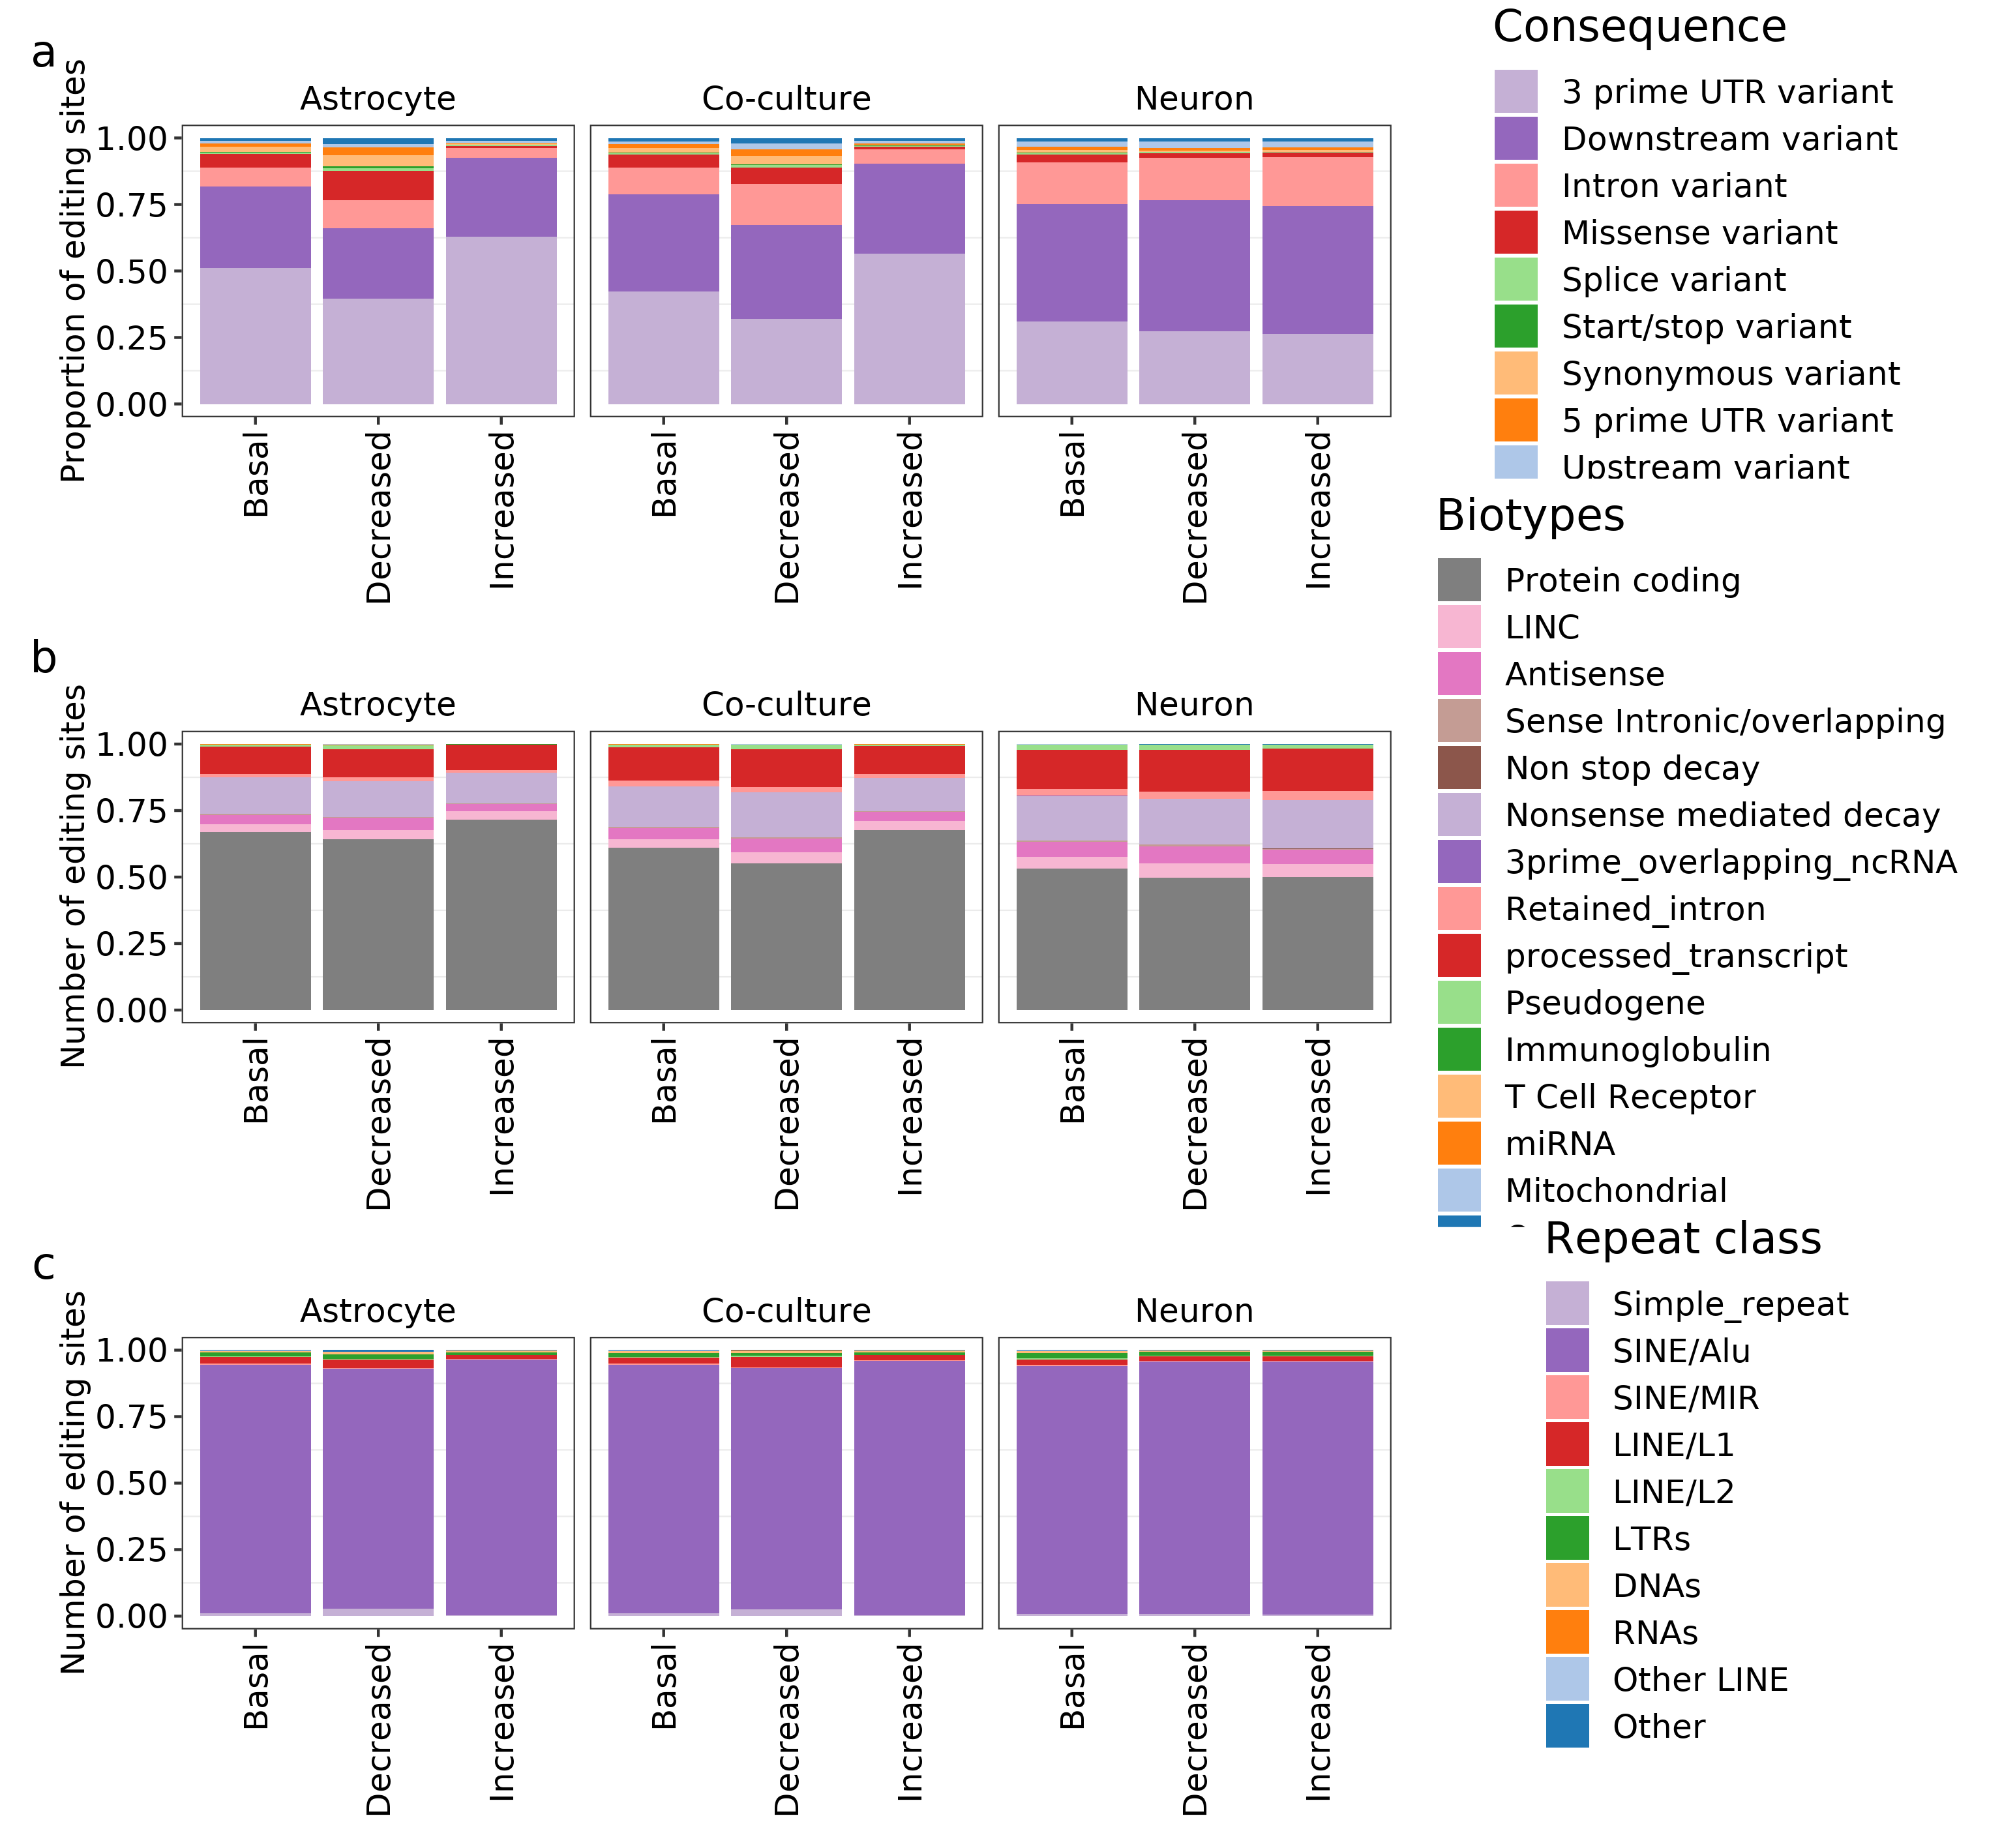 a
Proportion of editing sites
Astrocyte
Co-culture
Neuron
1.00
0.75
0.50
0.25
0.00
Basal
Decreased
Increased
Basal
Decreased
Increased
Basal
Decreased
Increased
Consequence
3 prime UTR variant
Downstream variant
Intron variant
Missense variant
Splice variant
Start/stop variant
Synonymous variant
5 prime UTR variant
Upstream variant
b
Number of editing sites
Astrocyte
Co-culture
Neuron
1.00
0.75
0.50
0.25
0.00
Basal
Decreased
Increased
Basal
Decreased
Increased
Basal
Decreased
Increased
Biotypes
Protein coding
LINC
Antisense
Sense Intronic/overlapping
Non stop decay
Nonsense mediated decay
3prime_overlapping_ncRNA
Retained_intron
processed_transcript
Pseudogene
Immunoglobulin
T Cell Receptor
miRNA
Mitochondrial
c
Number of editing sites
Astrocyte
Co-culture
Neuron
1.00
0.75
0.50
0.25
0.00
Basal
Decreased
Increased
Basal
Decreased
Increased
Basal
Decreased
Increased
Repeat class
Simple_repeat
SINE/Alu
SINE/MIR
LINE/L1
LINE/L2
LTRs
DNAs
RNAs
Other LINE
Other